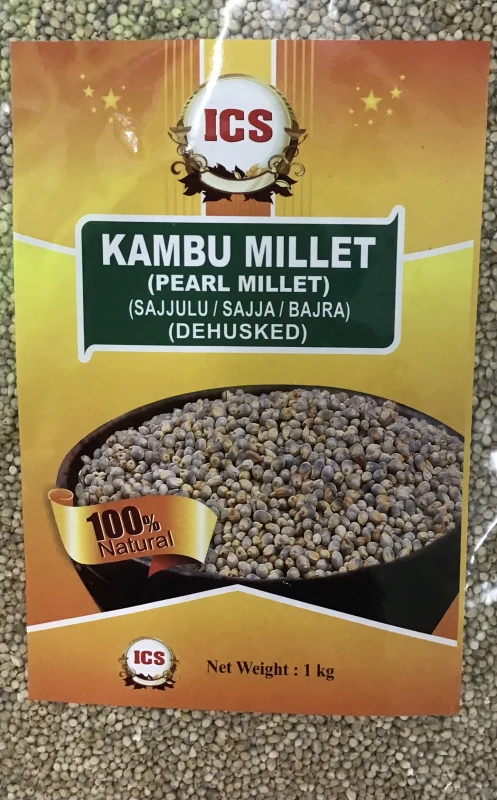 ICS
KAMBU MILLET
(PEARL MILLET)
(SAJJULU / SAJJA / BAJRA)
(DEHUSKED)
100%
Natural
ICS
Net Weight : 1 kg